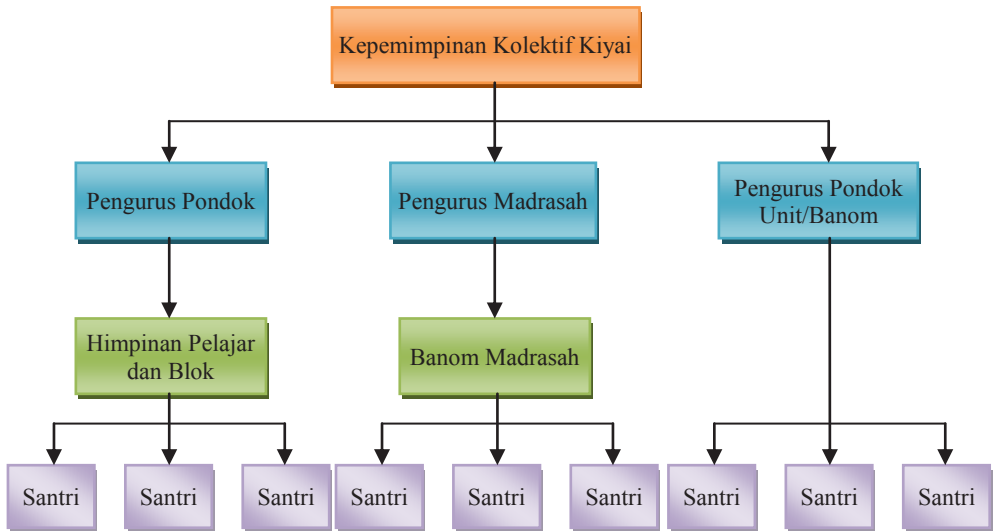 Kepemimpinan Kolektif Kiyai
Pengurus Pondok
Pengurus Madrasah
Pengurus Pondok
Unit/Banom
Himpinan Pelajar
dan Blok
Banom Madrasah
Santri
Santri
Santri
Santri
Santri
Santri
Santri
Santri
Santri